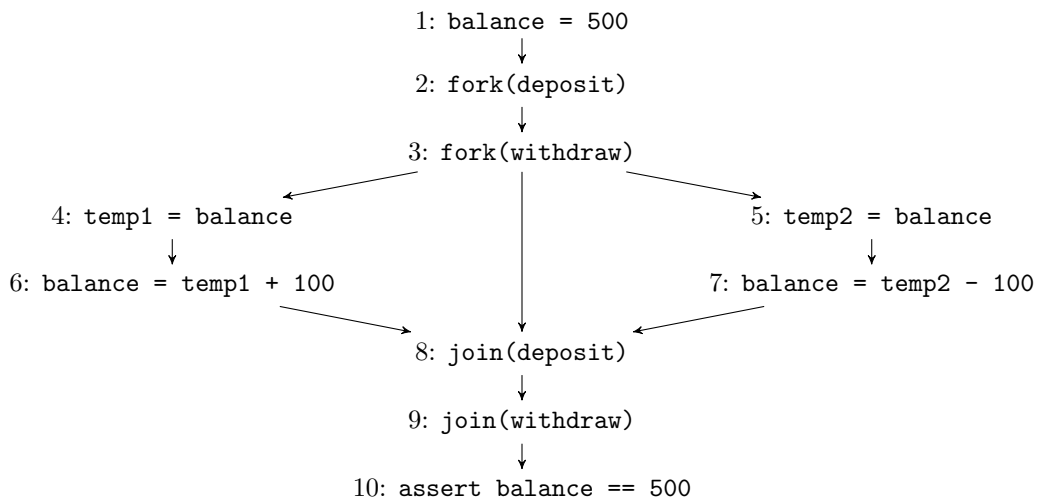 1: balance = 500
2: fork(deposit)
3: fork(withdraw)
4: temp1 = balance
5: temp2 = balance
6: balance = temp1 + 100
7: balance = temp2 - 100
8: join(deposit)
9: join(withdraw)
10: assert balance == 500